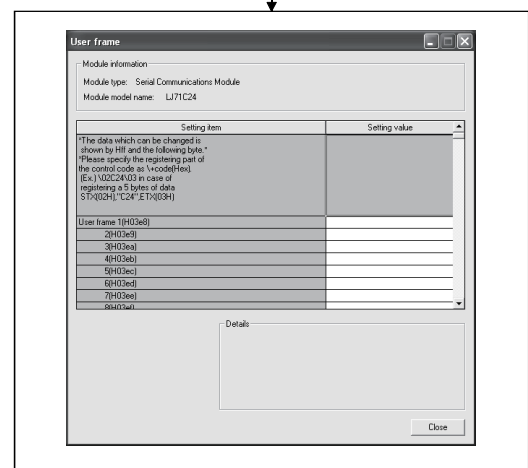 User frame
Module information
Module type: Serial Communications Module
Module model name: LJ71C24
Setting item Setting value
*The data which can be changed is
shown by Hff and the following byte.*
*Please specify the registering part of
the control code as \+code(Hex).
(Ex.) \02C24\03 in case of
registering a 5 bytes of data
STX(02H),"C24",ETX(03H)
User frame 1(H03e8)
2(H03e9)
3(H03ea)
4(H03eb)
5(H03ec)
6(H03ed)
7(H03ee)
8(H03ef)
Details
Close